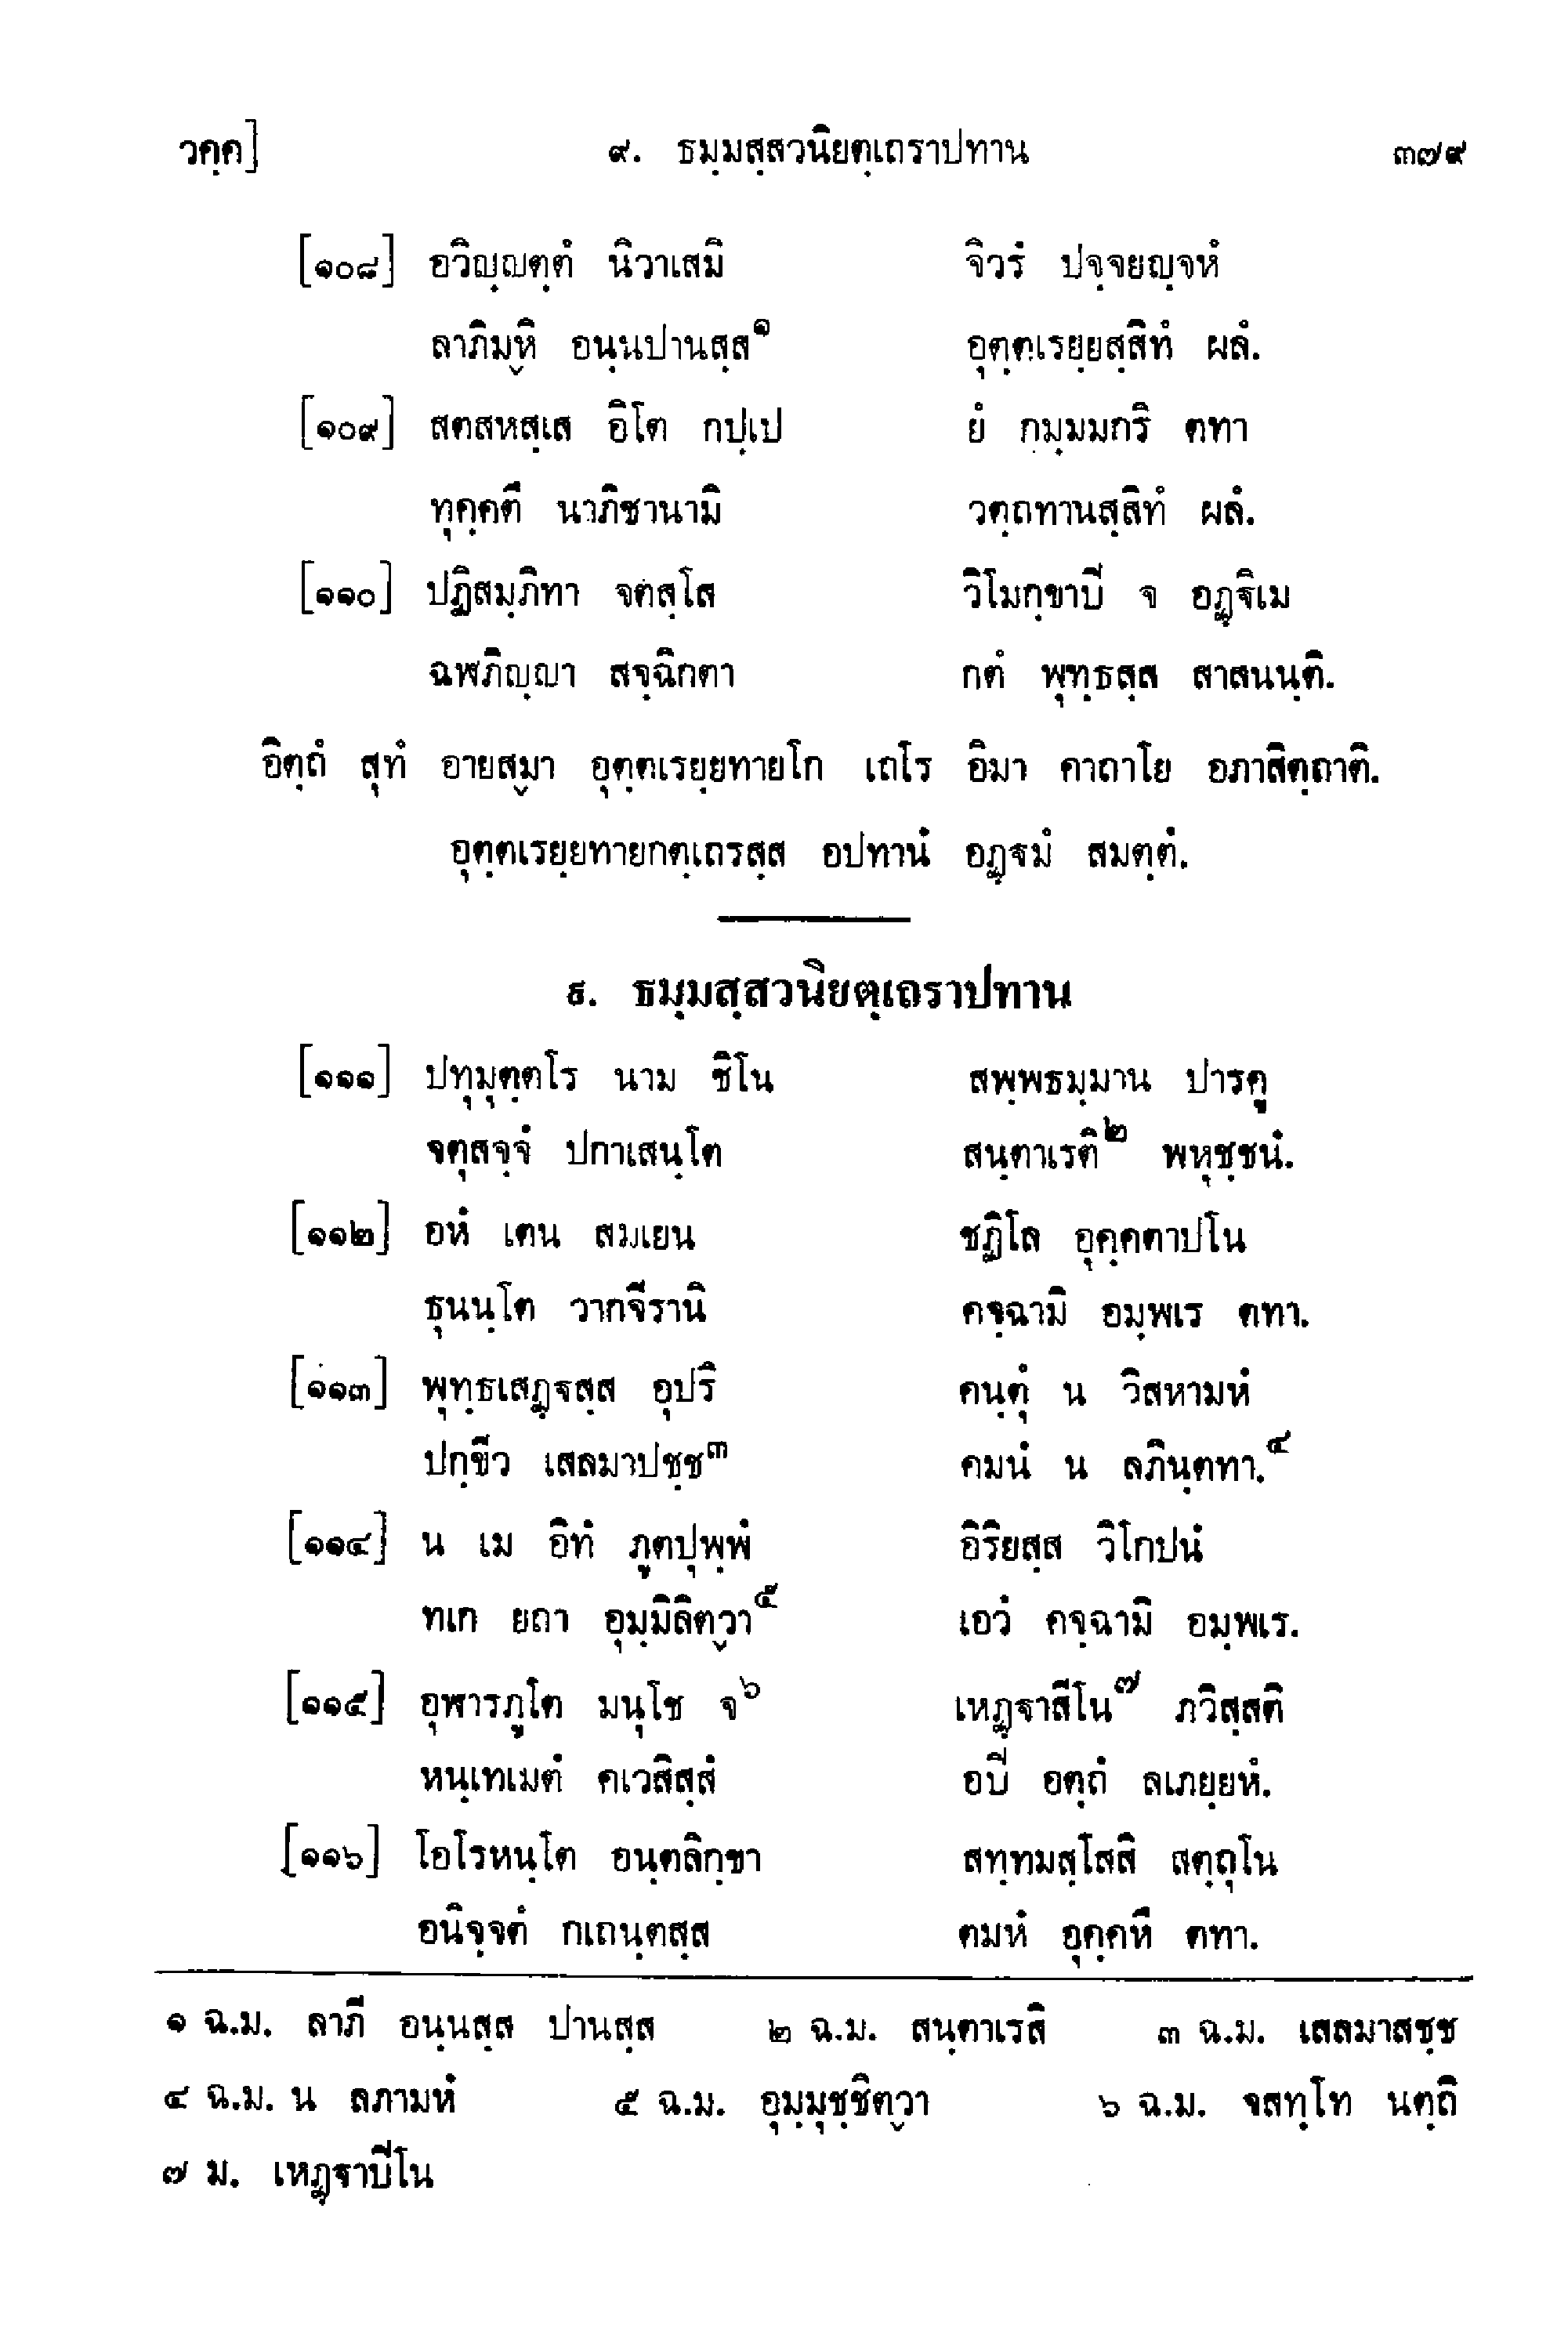 วคฺค] ๙. ธมฺมสฺสวนิยตฺเถราปทาน ๓๗๙
[๑๐๘] อวิญฺญตฺตํ นิวาเสมิ จิวรํ ปจฺจยญฺจหํ
ลาภิมฺหิ อนฺนปานสฺส๑ อุตฺตเรยฺยสฺสิทํ ผลํ.
[๑๐๙] สตสหสฺเส อิโต กปฺเป ยํ กมฺมมกรึ ตทา
ทุคฺคตึ นาภิชานามิ วตฺถทานสฺสิทํ ผลํ.
[๑๑๐] ปฏิสมฺภิทา จตสฺโส วิโมกฺขาปิ จ อฏฺฐิเม
ฉฬภิญฺญา สจฺฉิกตา กตํ พุทฺธสฺส สาสนนฺติ.
อิตฺถํ สุทํ อายสฺมา อุตฺตเรยฺยทายโก เถโร อิมา คาถาโย อภาสิตฺถาติ.
อุตฺตเรยฺยทายกตฺเถรสฺส อปทานํ อฏฺฐมํ สมตฺตํ.
๙. ธมฺมสฺสวนิยตฺเถราปทาน
[๑๑๑] ปทุมุตฺตโร นาม ชิโน สพฺพธมฺมาน ปารคู
จตุสจฺจํ ปกาเสนฺโต สนฺตาเรติ๒ พหุชฺชนํ.
[๑๑๒] อหํ เตน สมเยน ชฏิโล อุคฺคตาปโน
ธุนนฺโต วากจีรานิ คจฺฉามิ อมฺพเร ตทา.
[๑๑๓] พุทฺธเสฏฺฐสฺส อุปริ คนฺตุํ น วิสหามหํ
ปกฺขีว เสลมาปชฺช๓ คมนํ น ลภินฺตทา.๔
[๑๑๔] น เม อิทํ ภูตปุพฺพํ อิริยสฺส วิโกปนํ
ทเก ยถา อุมฺมิลิตฺวา๕ เอวํ คจฺฉามิ อมฺพเร.
[๑๑๕] อุฬารภูโต มนุโช จ๖ เหฏฺฐาสีโน๗ ภวิสฺสติ
หนฺเทเมตํ คเวสิสฺสํ อปิ อตฺถํ ลเภยฺยหํ.
[๑๑๖] โอโรหนฺโต อนฺตลิกฺขา สทฺทมสฺโสสิ สตฺถุโน
อนิจฺจตํ กเถนฺตสฺส ตมหํ อุคฺคหึ ตทา.
๑ ฉ.ม. ลาภี อนฺนสฺส ปานสฺส ๒ ฉ.ม. สนฺตาเรสิ ๓ ฉ.ม. เสลมาสชฺช
๔ ฉ.ม. น ลภามหํ ๕ ฉ.ม. อุมฺมุชฺชิตฺวา ๖ ฉ.ม. จสทฺโท นตฺถิ
๗ ม. เหฏฺฐาปิโน